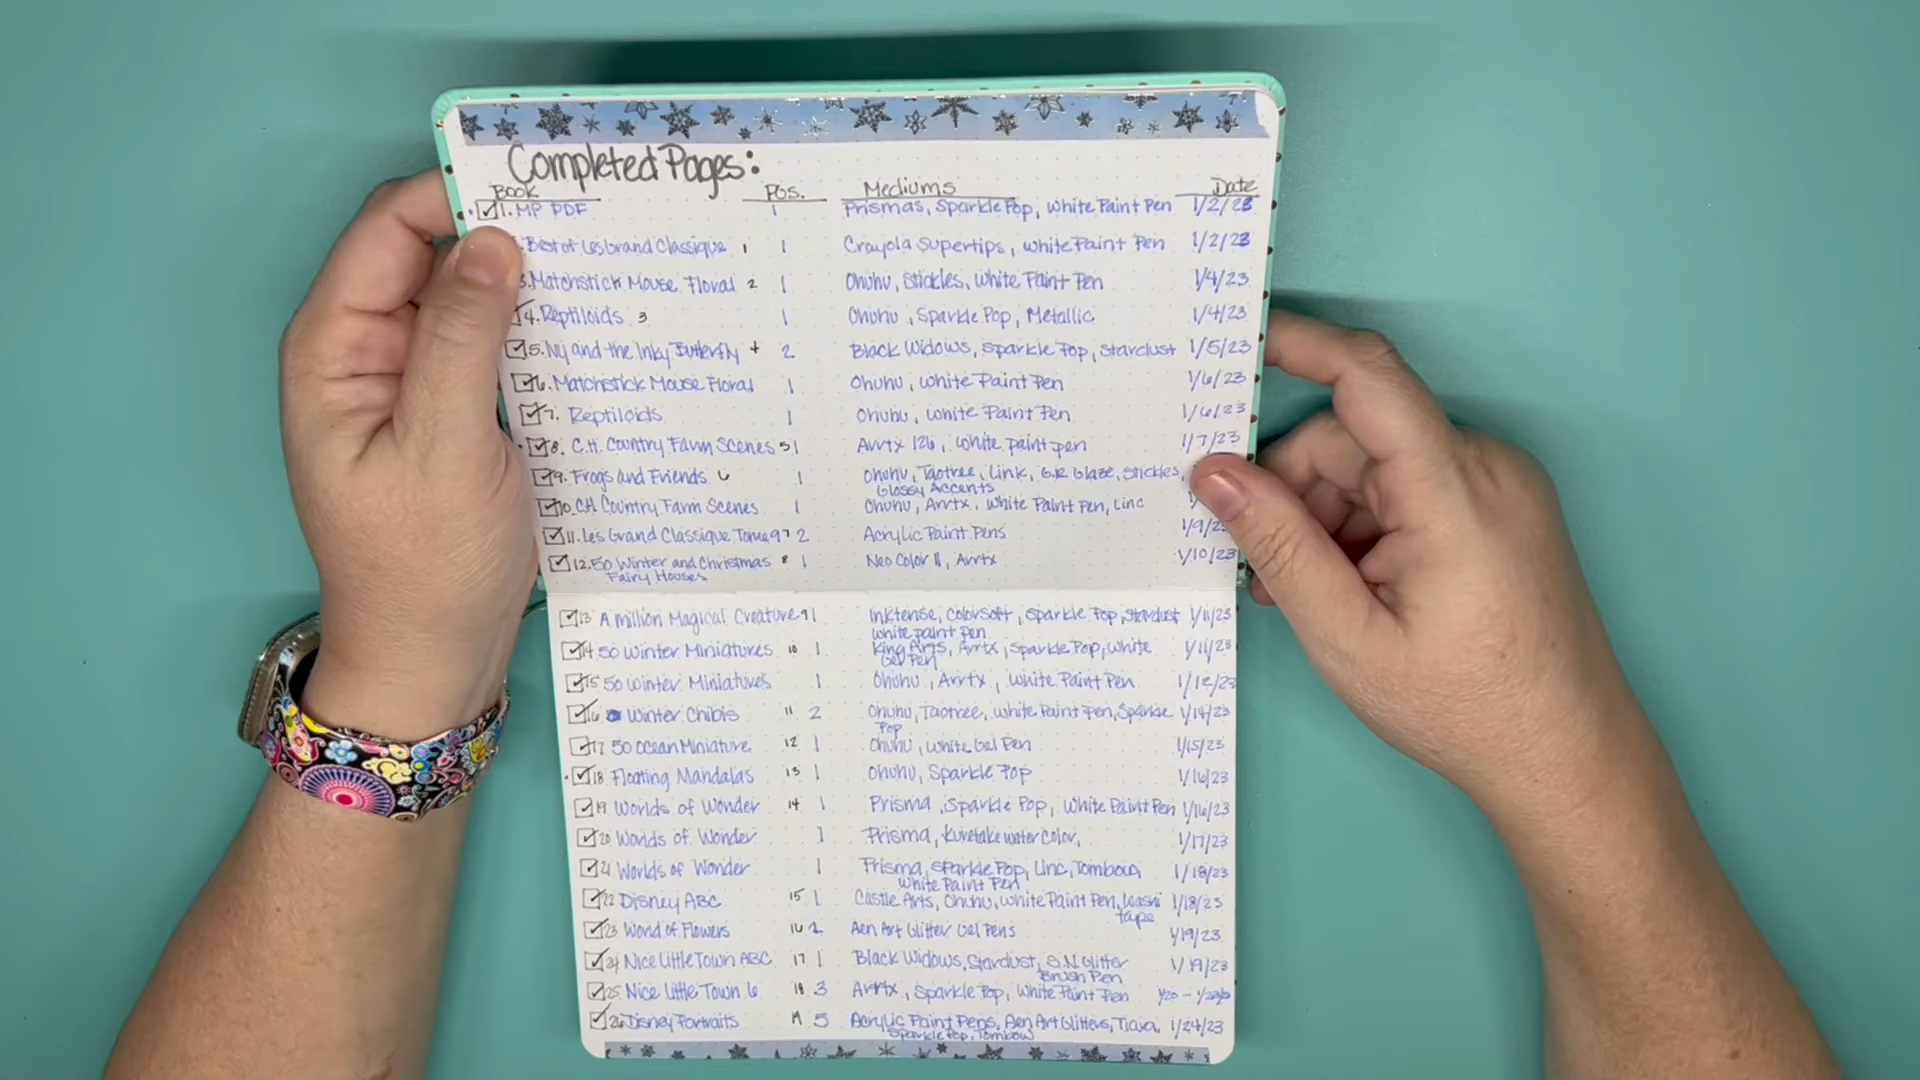 Completed Pages:
Book Pgs. Mediums Date
1. MP PDF 1 Prismas, Sparkle Pop, White Paint Pen 1/2/23
Best of Les Grand Classique 1 1 Crayola Supertips, White Paint Pen 1/2/23
3. Matchstick Mouse Floral 2 1 Ohuhu, Stickles, White Paint Pen 1/4/23
4. Reptiloids 3 1 Ohuhu, Sparkle Pop, Metallic 1/4/23
5. Ny and the Inky Butterfly 4 2 Black Widows, Sparkle Pop, Stardust 1/5/23
6. Matchstick Mouse Floral 1 Ohuhu, White Paint Pen 1/6/23
7. Reptiloids 1 Ohuhu, White Paint Pen 1/6/23
8. C.H. Country Farm Scenes 5 1 Arrtx 126, White paint pen 1/7/23
9. Frogs and Friends 6 1 Ohuhu, Taotree, Link, G.R. Glaze, Stickles,
Glossy Accents
10. CH Country Farm Scenes 1 Ohuhu, Arrtx, White Paint Pen, Linc
11. Les Grand Classique Tome 9 7 2 Acrylic Paint Pens 1/9/23
12. 50 Winter and Christmas 8 1 Neo Color II, Arrtx 1/10/23
Fairy Houses
13 A million Magical Creature 9 1 Inktense, Colorsoft, Sparkle Pop, Stardust 1/11/23
white paint pen
14 50 Winter Miniatures 10 1 King Arts, Arrtx, Sparkle Pop, White 1/11/23
Gel Pen
15 50 Winter Miniatures 1 Ohuhu, Arrtx, White Paint Pen 1/12/23
16 Winter Chibis 11 2 Ohuhu, Taotree, White Paint Pen, Sparkle 1/14/23
Pop
17 50 Ocean Miniature 12 1 Ohuhu, White Gel Pen 1/15/23
18 Floating Mandalas 13 1 Ohuhu, Sparkle Pop 1/16/23
19 Worlds of Wonder 14 1 Prisma, Sparkle Pop, White Paint Pen 1/16/23
20 Worlds of Wonder 1 Prisma, Kuretake water color, 1/17/23
21 Worlds of Wonder 1 Prisma, Sparkle Pop, Linc, Tombow, 1/18/23
White Paint Pen
22 Disney ABC 15 1 Castle Arts, Ohuhu, White Paint Pen, Washi 1/18/23
Tape
23 World of Flowers 16 2 Aen Art Glitter Gel Pens 1/19/23
24 Nice Little Town ABC 17 1 Black Widows, Stardust, S.N. Glitter 1/19/23
Brush Pen
25 Nice Little Town 6 18 3 Arrtx, Sparkle Pop, White Paint Pen
26 Disney Portraits 19 5 Acrylic Paint Pens, Aen Art Glitters, 1/24/23
Sparkle Pop, Tombow